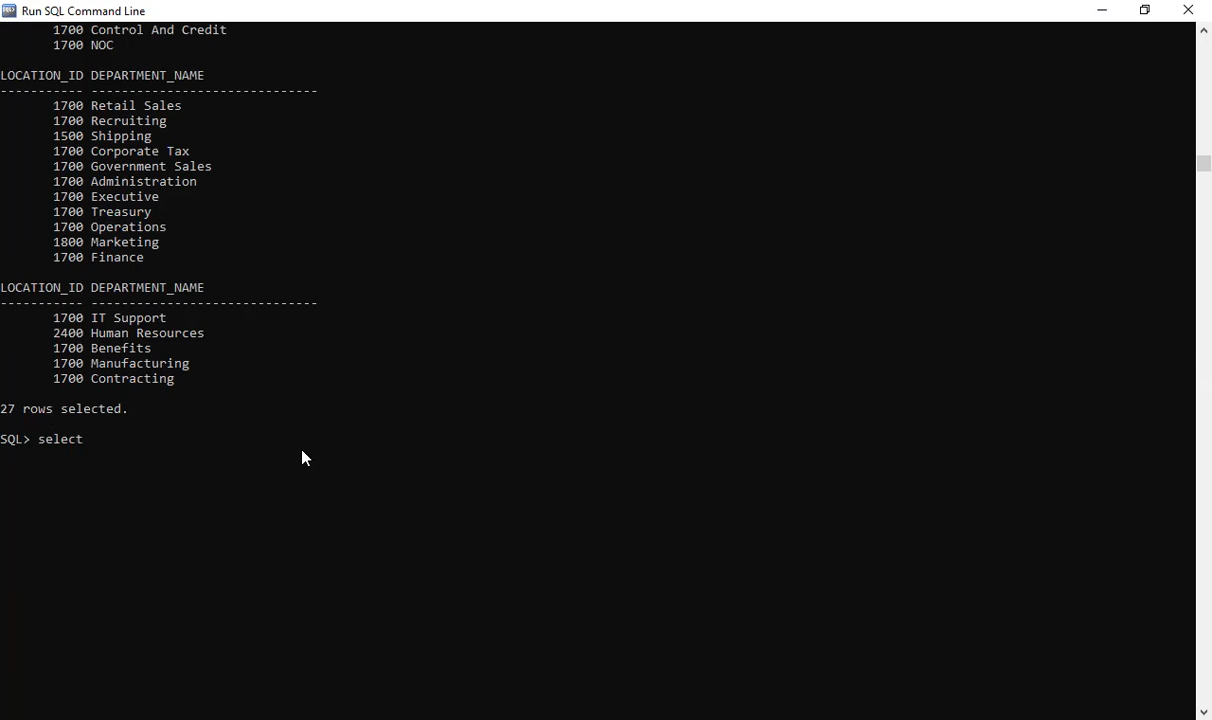 Run SQL Command Line
1700 Control And Credit
1700 NOC
LOCATION_ID DEPARTMENT_NAME
----------- ------------------------------
1700 Retail Sales
1700 Recruiting
1500 Shipping
1700 Corporate Tax
1700 Government Sales
1700 Administration
1700 Executive
1700 Treasury
1700 Operations
1800 Marketing
1700 Finance
LOCATION_ID DEPARTMENT_NAME
----------- ------------------------------
1700 IT Support
2400 Human Resources
1700 Benefits
1700 Manufacturing
1700 Contracting
27 rows selected.
SQL> select